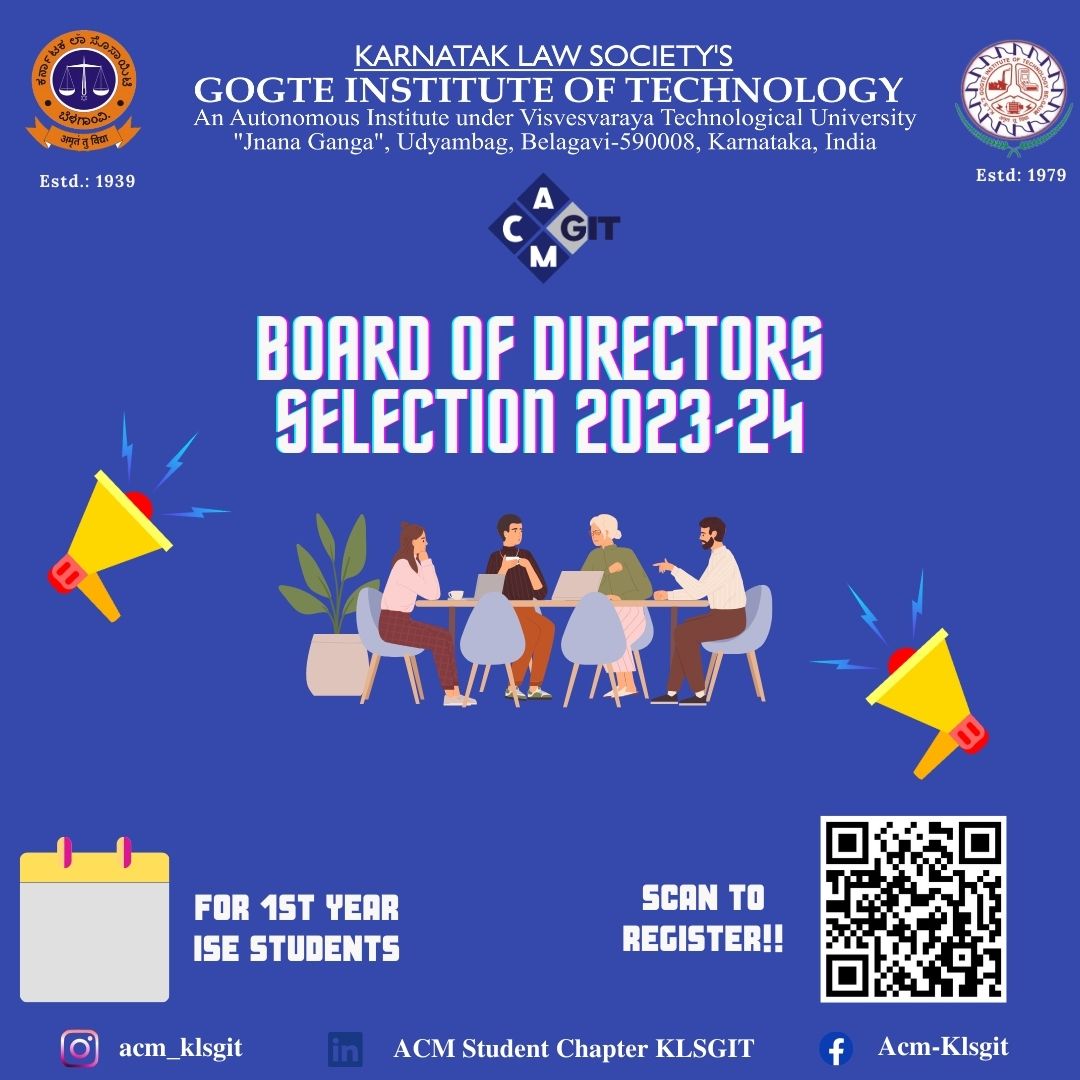 ಕರ್ನಾಟಕ ಲಾ ಸೊಸಾಯಿಟಿ
ಬೆಳಗಾಂವಿ.
अमृतं तु विद्या
Estd.: 1939
KARNATAK LAW SOCIETY'S
GOGTE INSTITUTE OF TECHNOLOGY
An Autonomous Institute under Visvesvaraya Technological University
"Jnana Ganga", Udyambag, Belagavi-590008, Karnataka, India
Estd: 1979
A
C GIT
M
BOARD OF DIRECTORS
SELECTION 2023-24
FOR 1ST YEAR
ISE STUDENTS
SCAN TO
REGISTER!!
acm_klsgit
in
ACM Student Chapter KLSGIT
Acm-Klsgit